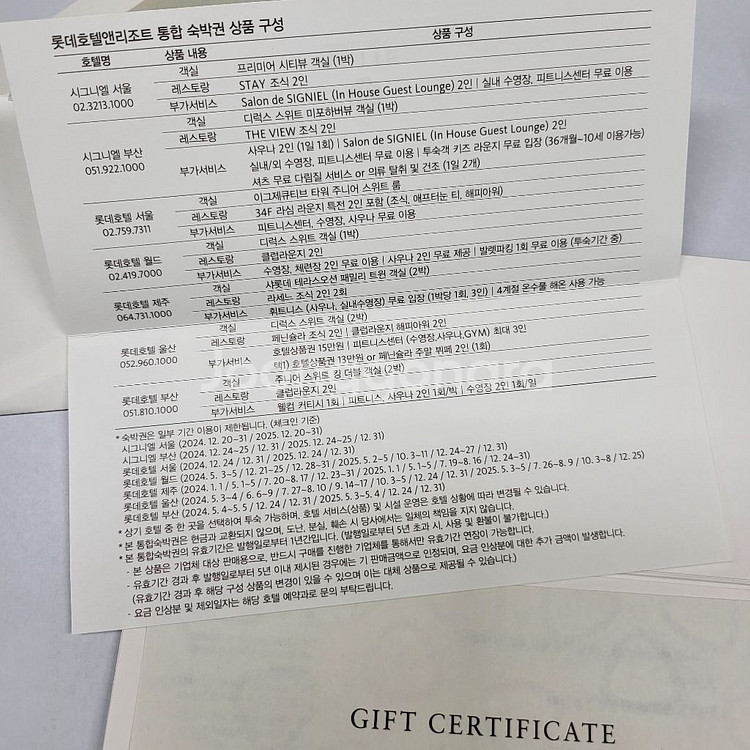 롯데호텔앤리조트 통합 숙박권 상품 구성
호텔명 상품 내용 상품 구성
시그니엘 서울 02.3213.1000
객실 프리미어 시티뷰 객실 (1박)
레스토랑 STAY 조식 2인
부가서비스 Salon de SIGNIEL (In House Guest Lounge) 2인 | 실내 수영장, 피트니스센터 무료 이용
시그니엘 부산 051.922.1000
객실 디럭스 스위트 미포하버뷰 객실 (1박)
레스토랑 THE VIEW 조식 2인
부가서비스 사우나 2인 (1일 1회) | Salon de SIGNIEL (In House Guest Lounge) 2인
실내/외 수영장, 피트니스센터 무료 이용 | 투숙객 키즈 라운지 무료 입장 (36개월~10세 이용가능)
셔츠 무료 다림질 서비스 or 의류 탈취 및 건조 (1일 2개)
롯데호텔 서울 02.759.7311
객실 이그제큐티브 타워 주니어 스위트 룸
레스토랑 34F 라심 라운지 특전 2인 포함 (조식, 애프터눈 티, 해피아워)
부가서비스 피트니스, 수영장, 사우나 무료 이용
롯데호텔 월드 02.419.7000
객실 디럭스 스위트 객실 (1박)
레스토랑 클럽라운지 2인
부가서비스 수영장, 체련장 2인 무료 이용 | 사우나 2인 무료 제공 | 발렛파킹 1회 무료 이용 (투숙기간 중)
롯데호텔 제주 064.731.1000
객실 샤롯데 테라스오션 패밀리 트윈 객실 (2박)
레스토랑 라세느 조식 2인 2회
부가서비스 휘트니스 (사우나, 실내수영장) 무료 입장 (1박당 1회, 3인) | 4계절 온수풀 해온 사용 가능
롯데호텔 울산 052.960.1000
객실 디럭스 스위트 객실 (2박)
레스토랑 페닌슐라 조식 2인 | 클럽라운지 해피아워 2인
부가서비스 호텔상품권 15만원 | 피트니스센터 (수영장,사우나,GYM) 최대 3인
택1) 호텔상품권 13만원 or 페닌슐라 주말 뷔페 2인 (1회)
롯데호텔 부산 051.810.1000
객실 주니어 스위트 킹 더블 객실 (2박)
레스토랑 클럽라운지 2인
부가서비스 웰컴 커티시 1회 | 피트니스, 사우나 2인 1회/박 | 수영장 2인 1회/일
* 숙박권은 일부 기간 이용이 제한됩니다. (체크인 기준)
시그니엘 서울 (2024. 12. 20~31 / 2025. 12. 20~31)
시그니엘 부산 (2024. 12. 24~25 / 12. 31 / 2025. 12. 24~25 / 12. 31)
롯데호텔 서울 (2024. 12. 24 / 12. 31 / 2025. 12. 24 / 12. 31)
롯데호텔 월드 (2024. 5. 3~5 / 12. 21~25 / 12. 28~31 / 2025. 5. 2~5 / 10. 3~11 / 12. 24~27 / 12. 31)
롯데호텔 제주 (2024. 1. 1 / 5. 1~5 / 7. 20~8. 17 / 12. 23~31 / 2025. 1. 1 / 5. 1~5 / 7. 19~8. 16 / 12. 24~31)
롯데호텔 울산 (2024. 5. 3~4 / 6. 6~9 / 7. 27~8. 10 / 9. 14~17 / 10. 3~5 / 12. 24 / 12. 31 / 2025. 5. 3~5 / 7. 26~8. 9 / 10. 3~8 / 12. 25)
롯데호텔 부산 (2024. 5. 4~5. 5 / 12. 24 / 12. 31 / 2025. 5. 3~5. 4 / 12. 24 / 12. 31)
* 상기 호텔 중 한 곳을 선택하여 투숙 가능하며, 호텔 서비스(상품) 및 시설 운영은 호텔 상황에 따라 변경될 수 있습니다.
* 본 통합숙박권은 현금과 교환되지 않으며, 도난, 분실, 훼손 시 당사에서는 일체의 책임을 지지 않습니다.
* 본 통합숙박권의 유효기간은 발행일로부터 1년간입니다. (발행일로부터 5년 초과 시, 사용 및 환불이 불가합니다.)
- 본 상품은 기업체 대상 판매용으로, 반드시 구매를 진행한 기업체를 통해서만 유효기간 연장이 가능합니다.
- 유효기간 경과 후 발행일로부터 5년 이내 제시된 경우에는 기 판매금액으로 인정되며, 요금 인상분에 대한 추가 금액이 발생합니다.
(유효기간 경과 후 해당 구성 상품의 변경이 있을 수 있으며 이는 대체 상품으로 제공될 수 있습니다.)
- 요금 인상분 및 제외일자는 해당 호텔 예약과로 문의 부탁드립니다.
GIFT CERTIFICATE